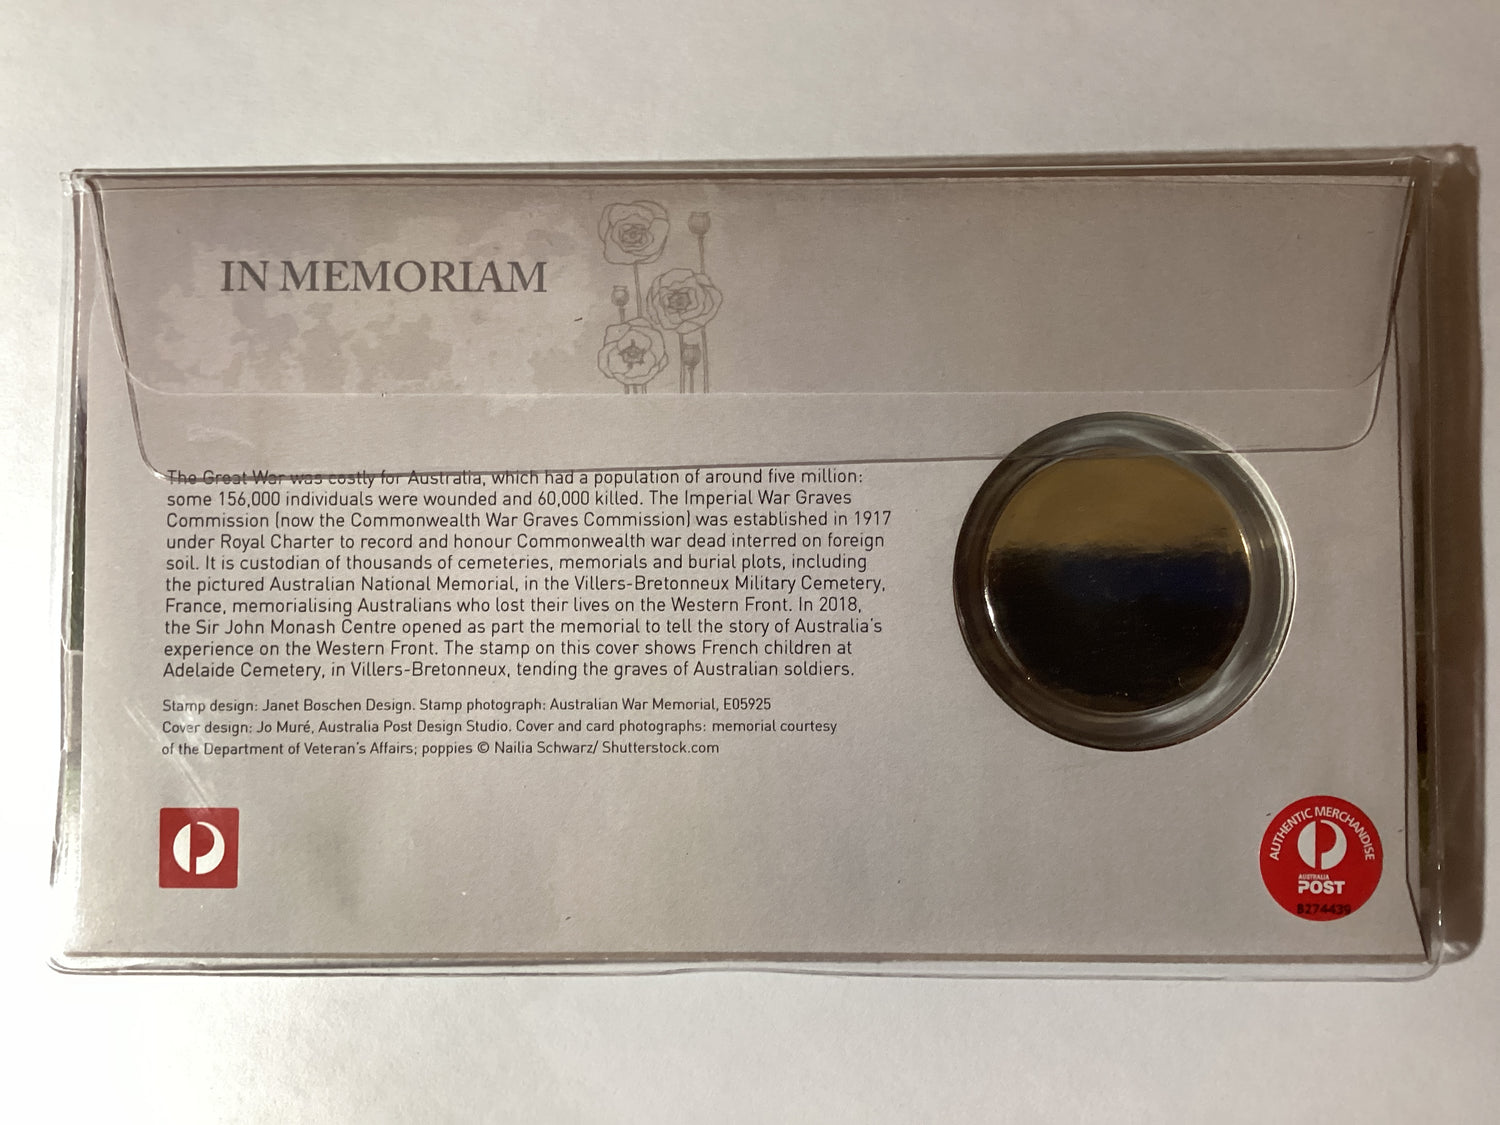 IN MEMORIAM
The Great War was costly for Australia, which had a population of around five million:
some 156,000 individuals were wounded and 60,000 killed. The Imperial War Graves
Commission (now the Commonwealth War Graves Commission) was established in 1917
under Royal Charter to record and honour Commonwealth war dead interred on foreign
soil. It is custodian of thousands of cemeteries, memorials and burial plots, including
the pictured Australian National Memorial, in the Villers-Bretonneux Military Cemetery,
France, memorialising Australians who lost their lives on the Western Front. In 2018,
the Sir John Monash Centre opened as part the memorial to tell the story of Australia's
experience on the Western Front. The stamp on this cover shows French children at
Adelaide Cemetery, in Villers-Bretonneux, tending the graves of Australian soldiers.
Stamp design: Janet Boschen Design. Stamp photograph: Australian War Memorial, E05925
Cover design: Jo Muré, Australia Post Design Studio. Cover and card photographs: memorial courtesy
of the Department of Veteran's Affairs; poppies © Nailia Schwarz/ Shutterstock.com
AUTHENTIC MERCHANDISE
AUSTRALIA
POST
8274439